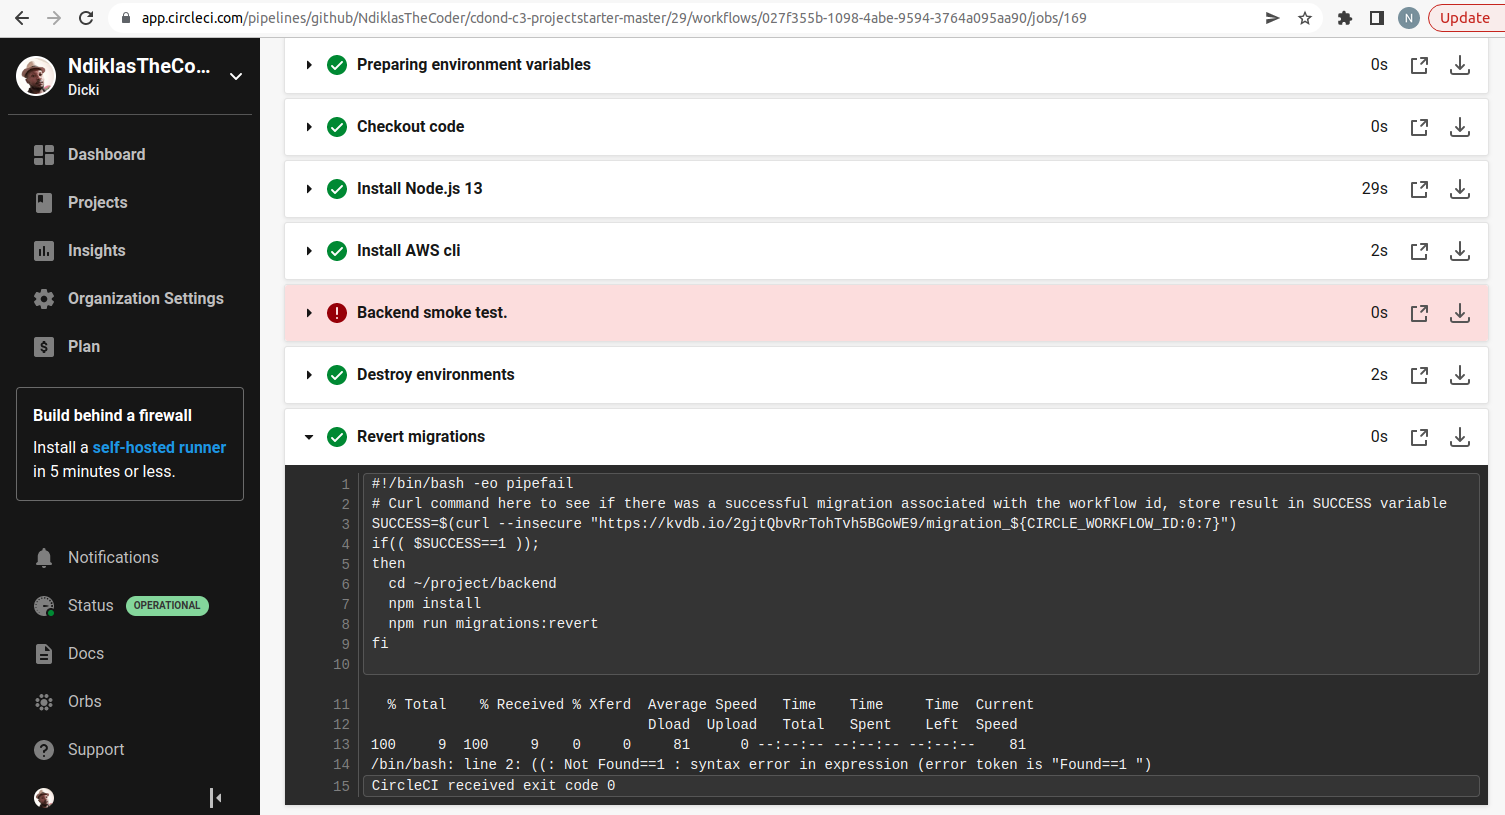 app.circleci.com/pipelines/github/NdiklasTheCoder/cdond-c3-projectstarter-master/29/workflows/027f355b-1098-4abe-9594-3764a095aa90/jobs/169
N
Update
NdiklasTheCo...
Dicki
Dashboard
Projects
Insights
Organization Settings
Plan
Build behind a firewall
Install a self-hosted runner
in 5 minutes or less.
Notifications
Status OPERATIONAL
Docs
Orbs
Support
Preparing environment variables 0s
Checkout code 0s
Install Node.js 13 29s
Install AWS cli 2s
Backend smoke test. 0s
Destroy environments 2s
Revert migrations 0s
1 #!/bin/bash -eo pipefail
2 # Curl command here to see if there was a successful migration associated with the workflow id, store result in SUCCESS variable
3 SUCCESS=$(curl --insecure "https://kvdb.io/2gjtQbvRrTohTvh5BGoWE9/migration_${CIRCLE_WORKFLOW_ID:0:7}")
4 if(( $SUCCESS==1 ));
5 then
6   cd ~/project/backend
7   npm install
8   npm run migrations:revert
9 fi
10
11   % Total    % Received % Xferd  Average Speed   Time    Time     Time  Current
12                                  Dload  Upload   Total   Spent    Left  Speed
13 100     9  100     9    0     0     81      0 --:--:-- --:--:-- --:--:--    81
14 /bin/bash: line 2: ((: Not Found==1 : syntax error in expression (error token is "Found==1 ")
15 CircleCI received exit code 0